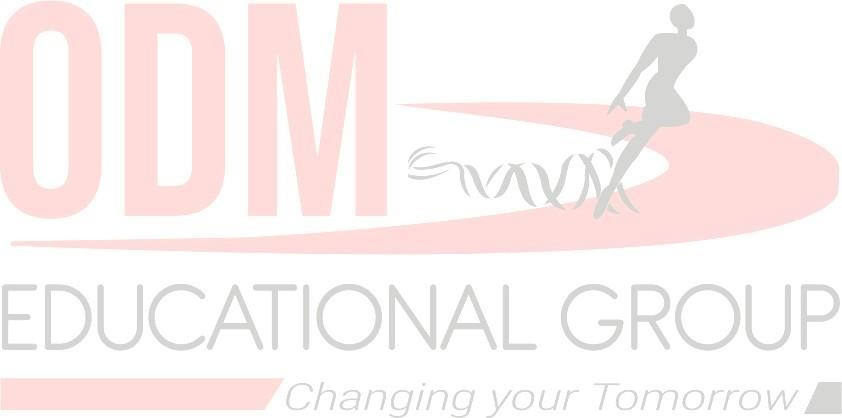 ODM
EDUCATIONAL GROUP
Changing your Tomorrow